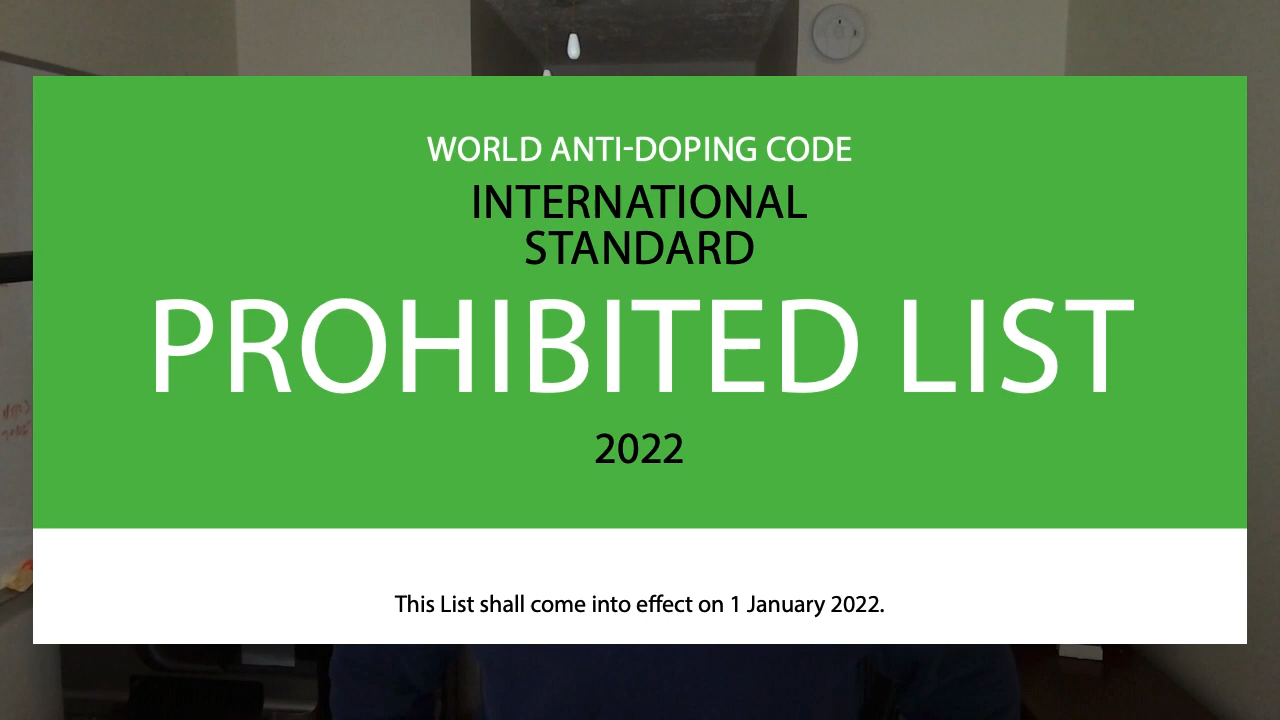 WORLD ANTI-DOPING CODE
INTERNATIONAL
STANDARD
PROHIBITED LIST
2022
This List shall come into effect on 1 January 2022.